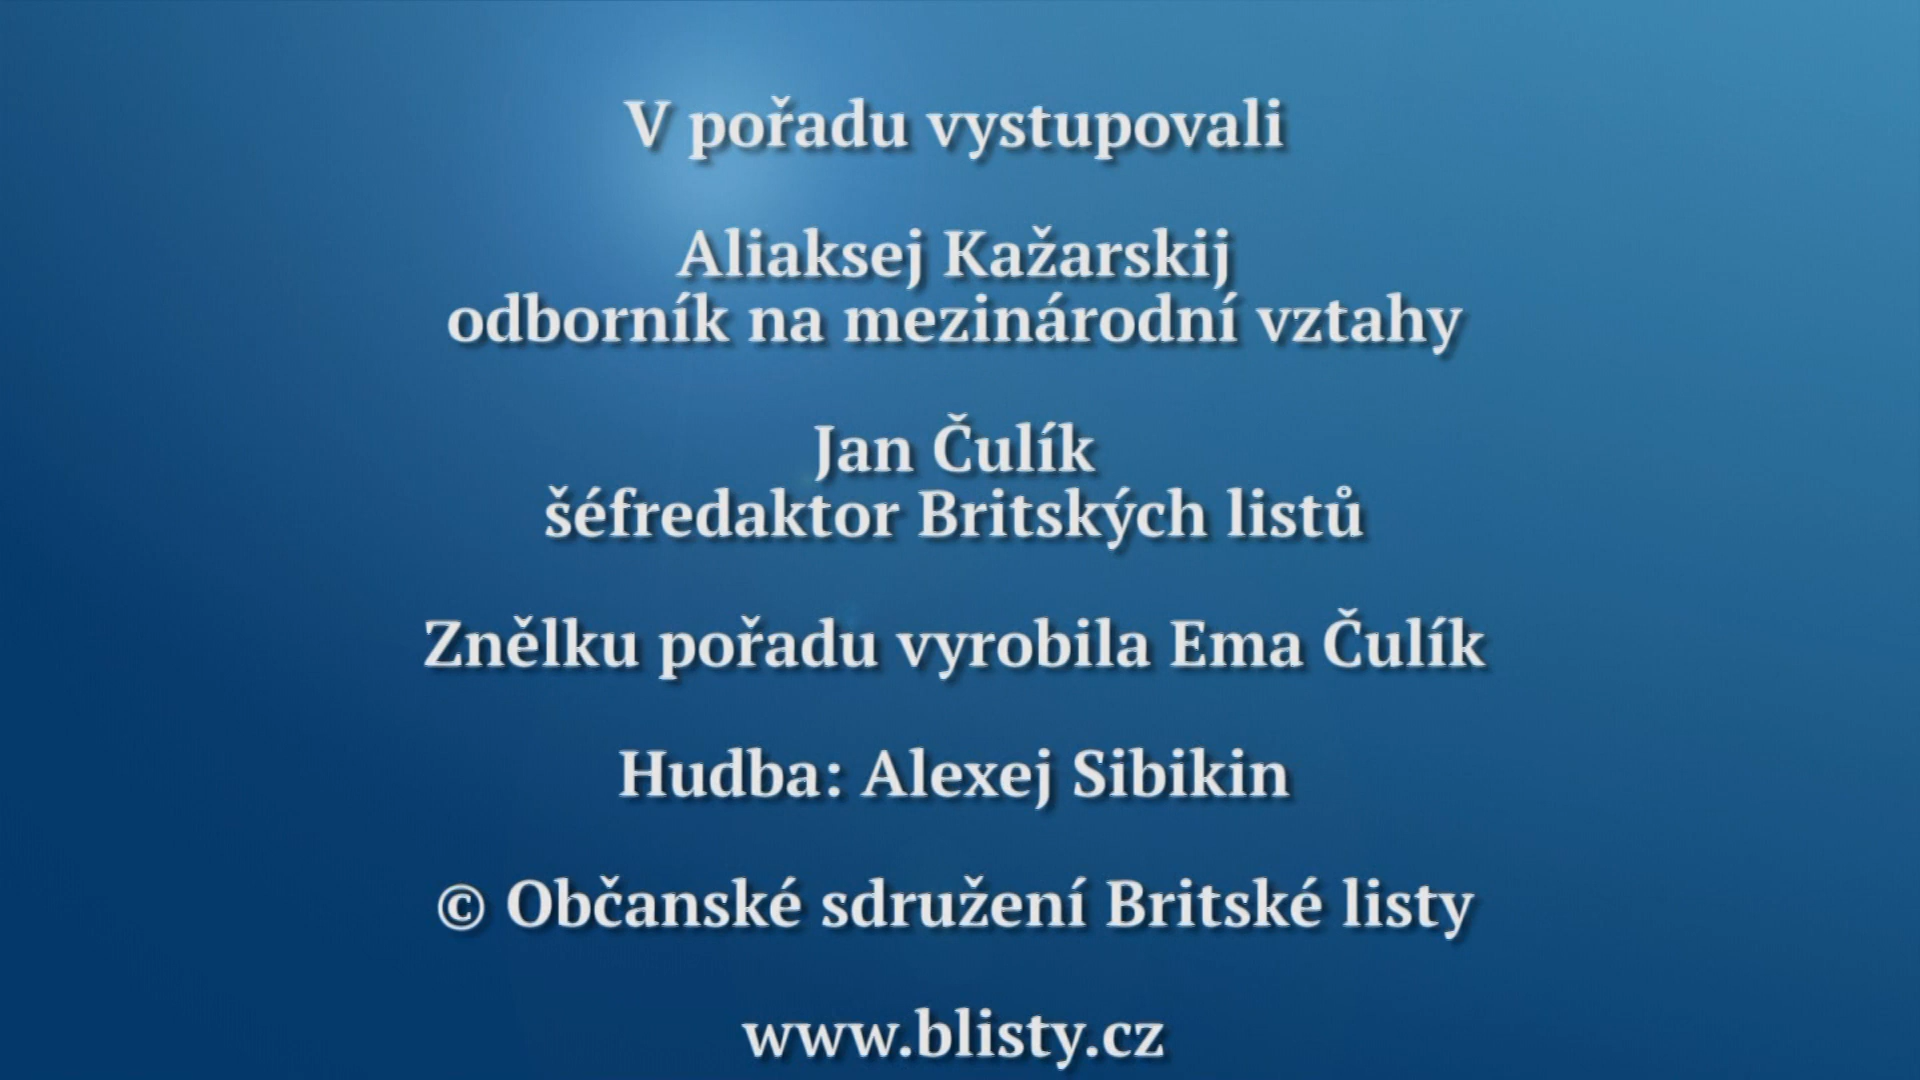 V pořadu vystupovali
Aliaksej Kažarskij
odborník na mezinárodní vztahy
Jan Čulík
šéfredaktor Britských listů
Znělku pořadu vyrobila Ema Čulík
Hudba: Alexej Sibikin
© Občanské sdružení Britské listy
www.blisty.cz